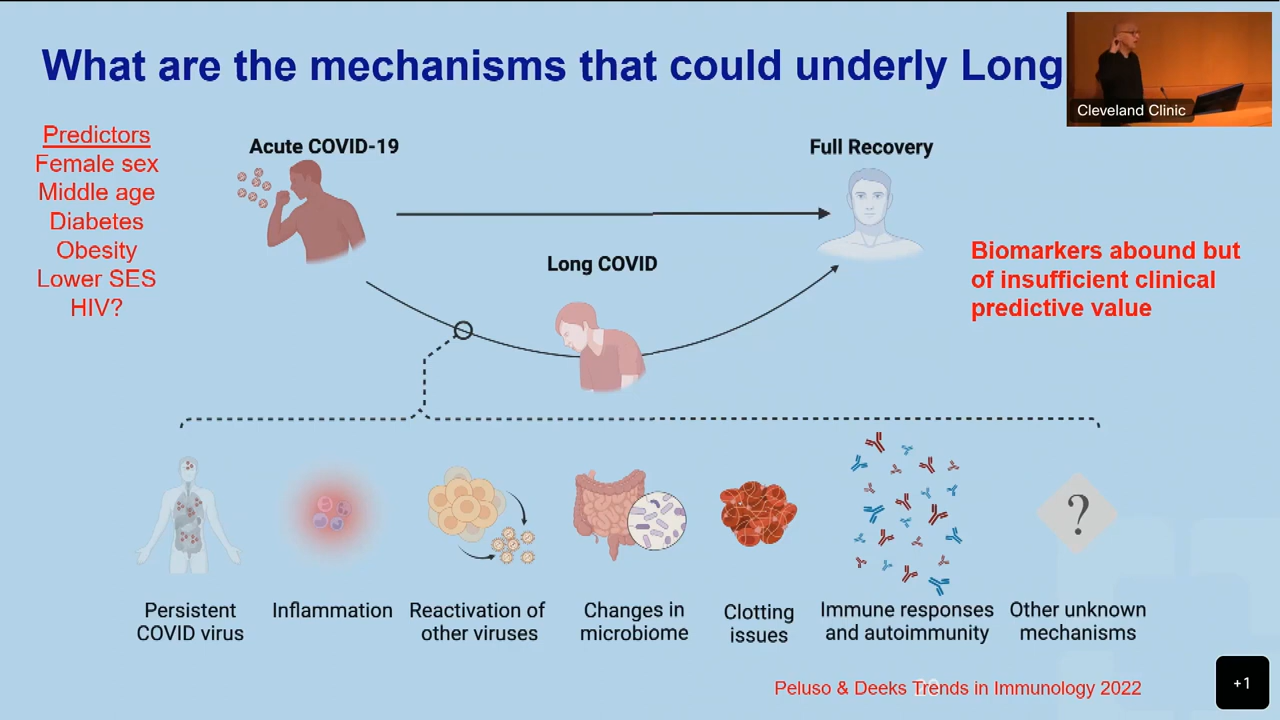 What are the mechanisms that could underly Long
Cleveland Clinic
Predictors
Female sex
Middle age
Diabetes
Obesity
Lower SES
HIV?
Acute COVID-19
Full Recovery
Long COVID
Biomarkers abound but
of insufficient clinical
predictive value
?
Persistent
COVID virus
Inflammation
Reactivation of
other viruses
Changes in
microbiome
Clotting
issues
Immune responses
and autoimmunity
Other unknown
mechanisms
Peluso & Deeks Trends in Immunology 2022
+1